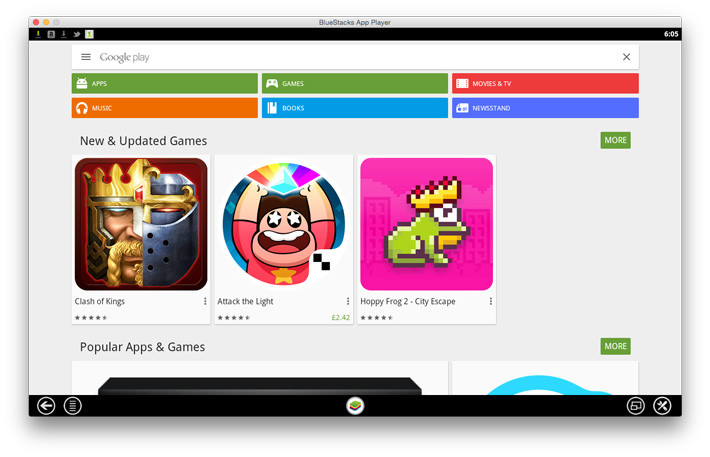 BlueStacks App Player
6:05
Google play
APPS
GAMES
MOVIES & TV
MUSIC
BOOKS
NEWSSTAND
New & Updated Games
MORE
Clash of Kings
Attack the Light
Hoppy Frog 2 - City Escape
£2.42
Popular Apps & Games
MORE